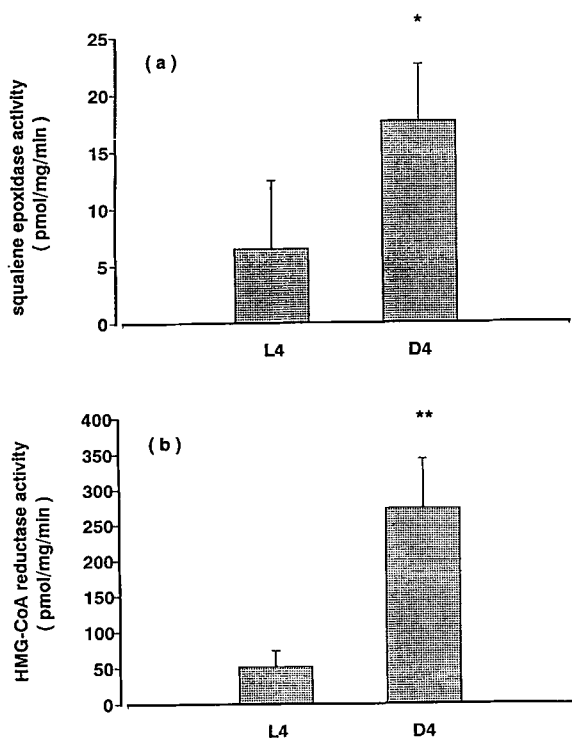 *
25
20
15
10
5
0
( a )
squalene epoxidase activity
( pmol/mg/min )
L4 D4
**
400
350
300
250
200
150
100
50
0
( b )
HMG-CoA reductase activity
( pmol/mg/min )
L4 D4